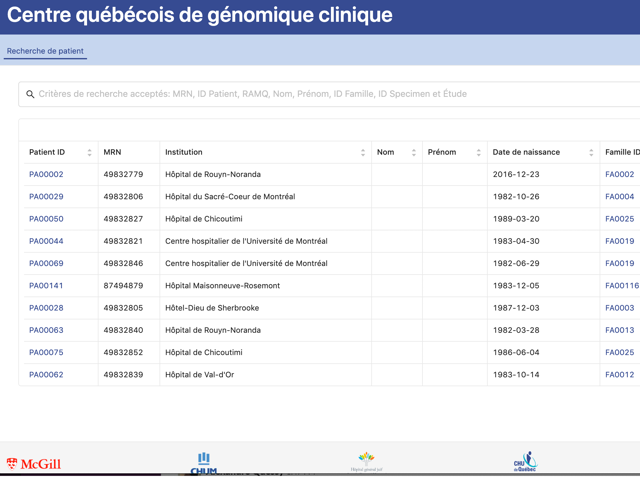 Centre québécois de génomique clinique
Recherche de patient
Critères de recherche acceptés: MRN, ID Patient, RAMQ, Nom, Prénom, ID Famille, ID Specimen et Étude
Patient ID MRN Institution Nom Prénom Date de naissance Famille ID
PA00002 49832779 Hôpital de Rouyn-Noranda 2016-12-23 FA0002
PA00029 49832806 Hôpital du Sacré-Coeur de Montréal 1982-10-26 FA0004
PA00050 49832827 Hôpital de Chicoutimi 1989-03-20 FA0025
PA00044 49832821 Centre hospitalier de l'Université de Montréal 1983-04-30 FA0019
PA00069 49832846 Centre hospitalier de l'Université de Montréal 1982-06-29 FA0019
PA00141 87494879 Hôpital Maisonneuve-Rosemont 1983-12-05 FA00116
PA00028 49832805 Hôtel-Dieu de Sherbrooke 1987-12-03 FA0003
PA00063 49832840 Hôpital de Rouyn-Noranda 1982-03-28 FA0013
PA00075 49832852 Hôpital de Chicoutimi 1986-06-04 FA0025
PA00062 49832839 Hôpital de Val-d'Or 1983-10-14 FA0012
McGill
CHUM
Hôpital général juif
CHU
de Québec